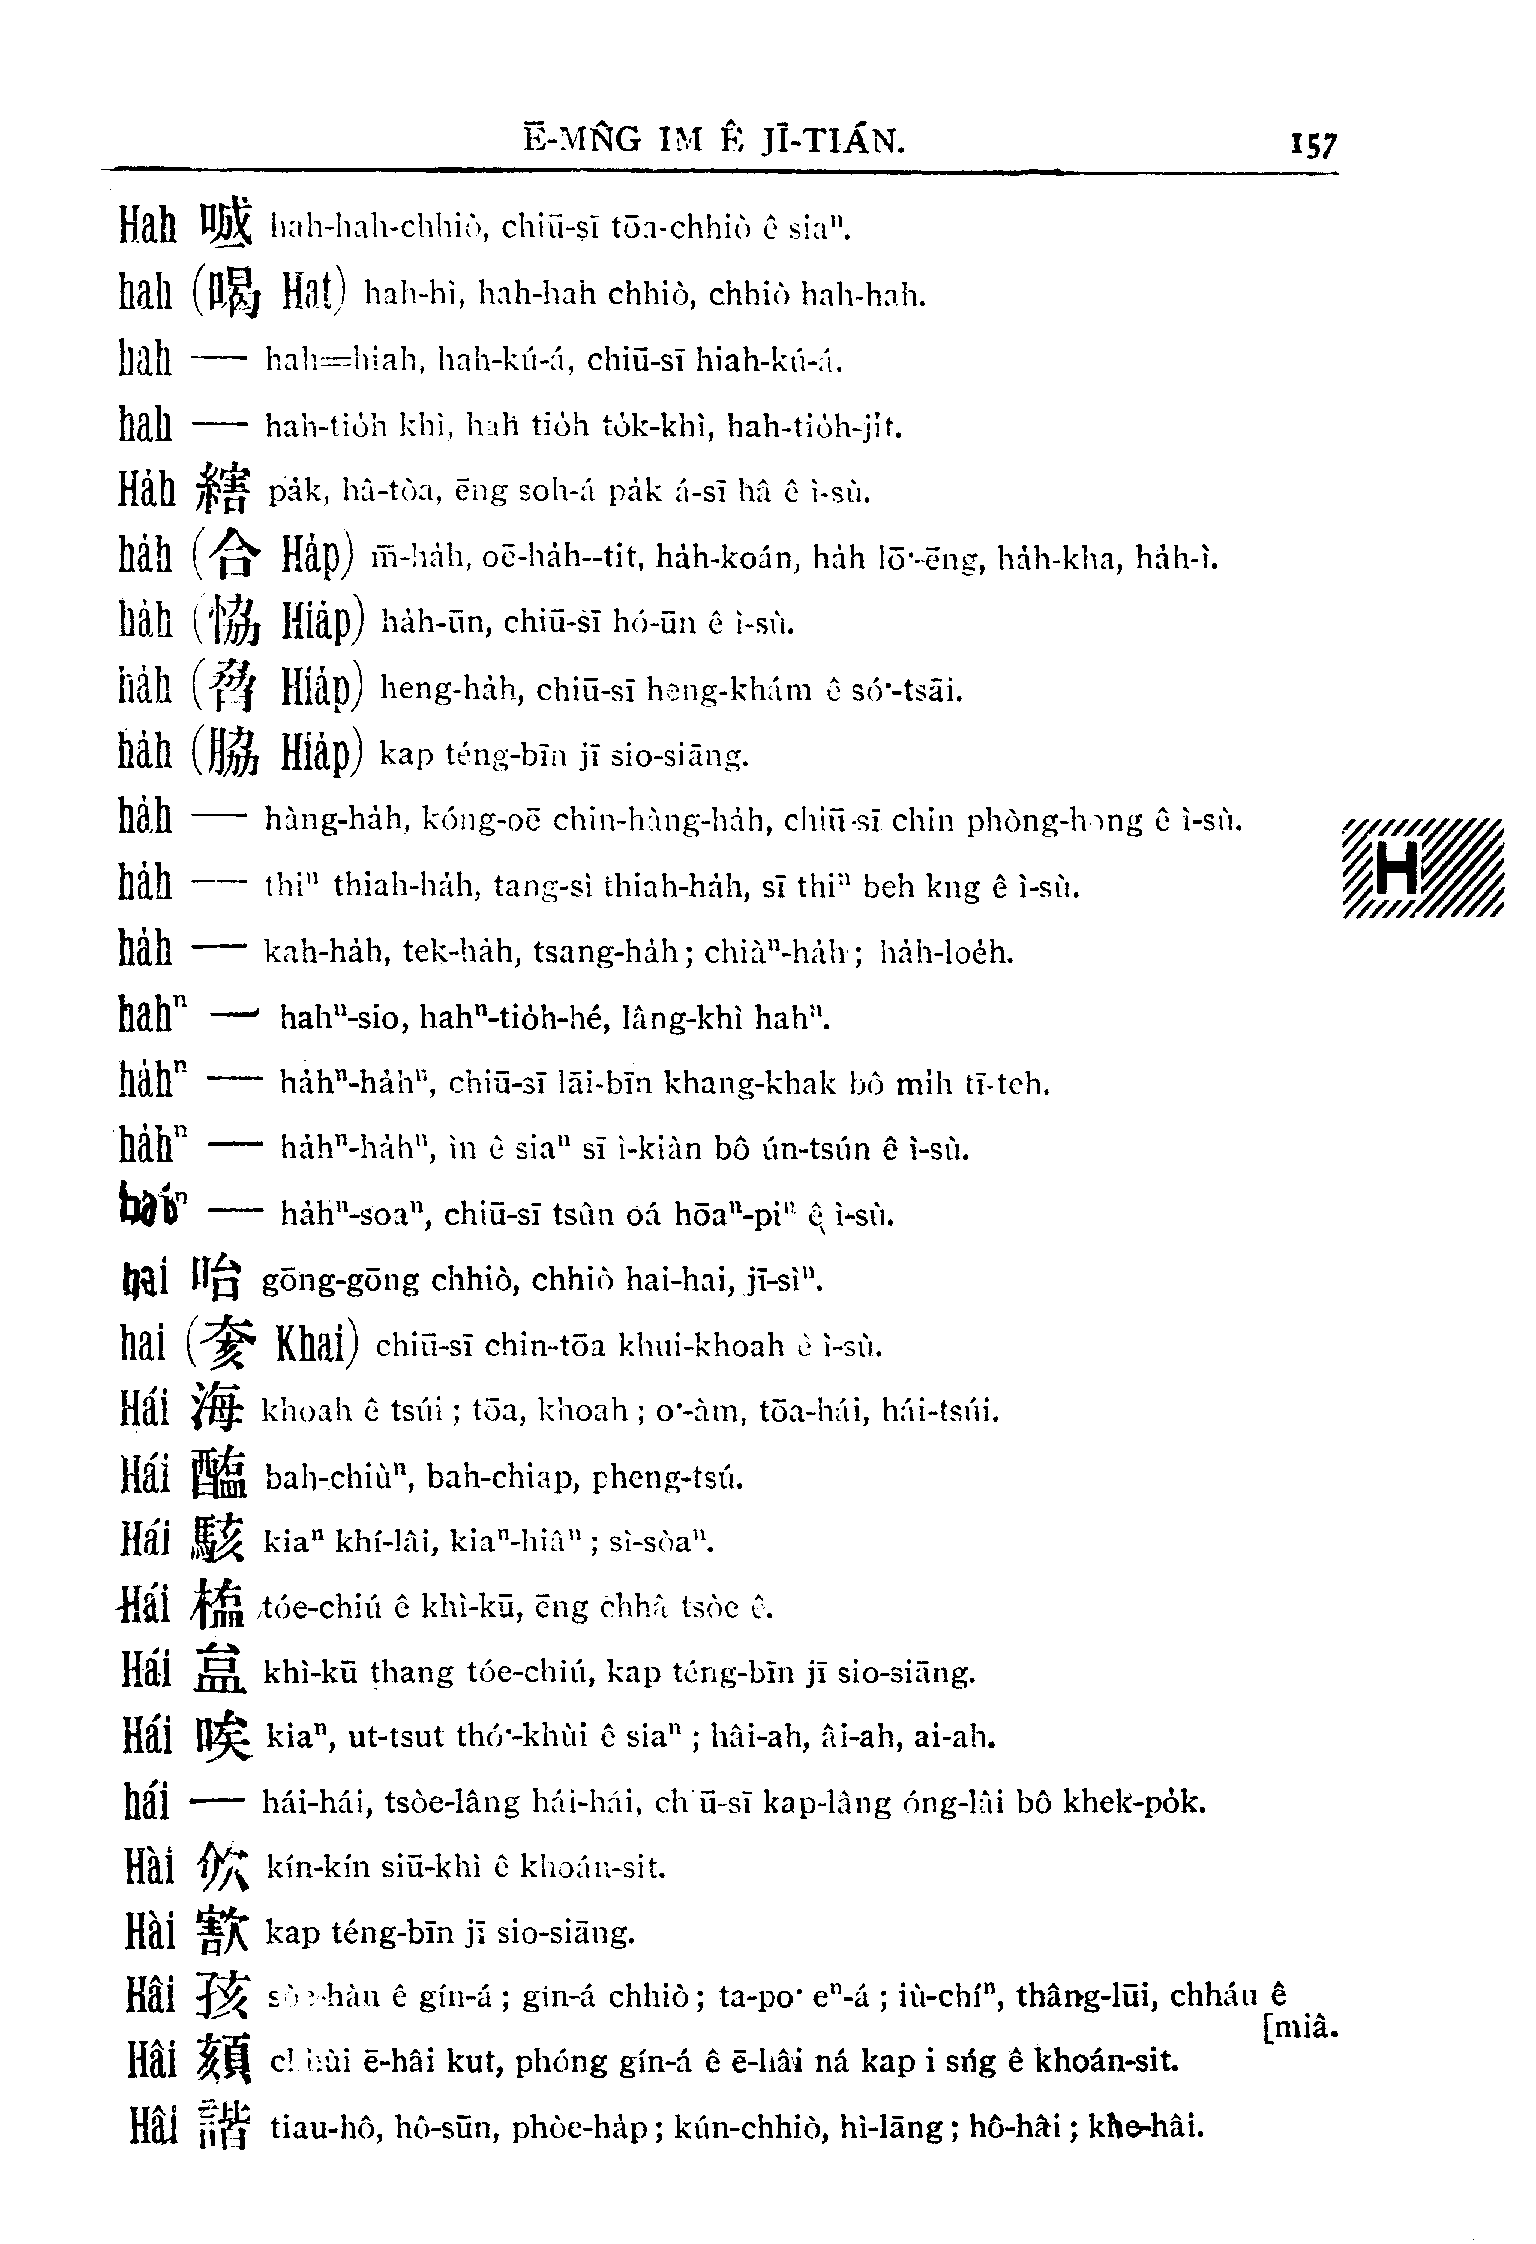 Ē-MN̂G IM Ê JĪ-TIÁN. 157
Hah 喊 hah-hah-chhiò, chiū-sī tōa-chhiò ê siaⁿ.
hah (喝 Hat) hah-hì, hah-hah chhiò, chhiò hah-hah.
hah — hah=hiah, hah-kú-á, chiū-sī hiah-kú-á.
hah — hah-tio̍h khì, hah tio̍h to̍k-khì, hah-tio̍h-ji̍t.
Ha̍h 縖 pa̍k, hâ-tòa, ēng soh-á pa̍k á-sī hâ ê ì-sù.
ha̍h (合 Ha̍p) m̄-ha̍h, oē-ha̍h--tit, ha̍h-koán, ha̍h lō͘-ēng, ha̍h-kha, ha̍h-ì.
ha̍h (恊 Hia̍p) ha̍h-ūn, chiū-sī hó-ūn ê ì-sù.
ha̍h (脅 Hia̍p) heng-ha̍h, chiū-sī heng-khám ê só͘-tsāi.
ha̍h (脇 Hia̍p) kap téng-bīn jī sio-siāng.
ha̍h — hàng-ha̍h, kóng-oē chin-hàng-ha̍h, chiū-sī chin phòng-hong ê ì-sù.
ha̍h — thiⁿ thiah-ha̍h, tang-sì thiah-ha̍h, sī thiⁿ beh kng ê ì-sù.
ha̍h — kah-ha̍h, tek-ha̍h, tsang-ha̍h; chiàⁿ-ha̍h; ha̍h-loe̍h.
hahⁿ — hahⁿ-sio, hahⁿ-tio̍h-hé, lâng-khì hahⁿ.
ha̍hⁿ — ha̍hⁿ-ha̍hⁿ, chiū-sī lāi-bīn khang-khak bô mih tī-teh.
ha̍hⁿ — ha̍hⁿ-ha̍hⁿ, ìn ê siaⁿ sī ì-kiàn bô ún-tsún ê ì-sù.
ha̍hⁿ — ha̍hⁿ-soaⁿ, chiū-sī tsûn oá hōaⁿ-piⁿ ê ì-sù.
hai 咍 gōng-gōng chhiò, chhiò hai-hai, jī-sìⁿ.
hai (奒 Khai) chiū-sī chin-tōa khui-khoah ê ì-sù.
Hái 海 khoah ê tsúi; tōa, khoah; o͘-àm, tōa-hái, hái-tsúi.
Hái 醢 bah-chiùⁿ, bah-chiap, pheng-tsú.
Hái 駭 kiaⁿ khí-lâi, kiaⁿ-hiâⁿ; sì-sòaⁿ.
Hái tóe-chiú ê khì-kū, ēng chhâ tsòe ê.
Hái khì-kū thang tóe-chiú, kap téng-bīn jī sio-siāng.
Hái 唉 kiaⁿ, ut-tsut thó͘-khùi ê siaⁿ; hâi-ah, âi-ah, ai-ah.
hái — hái-hái, tsòe-lâng hái-hái, chiū-sī kap-lâng óng-lâi bô khek-po̍k.
Hài kín-kín siū-khì ê khoán-sit.
Hài kap téng-bīn jī sio-siāng.
Hâi 孩 sòe-hàn ê gín-á; gín-á chhiò; ta-po͘ eⁿ-á; iù-chíⁿ, thâng-lūi, chháu ê
[miâ.
Hâi 頦 chhùi ē-hâi kut, phóng gín-á ê ē-hâi ná kap i sńg ê khoán-sit.
Hâi 諧 tiau-hô, hô-sūn, phòe-ha̍p; kún-chhiò, hì-lāng; hô-hâi; khe-hâi.
H